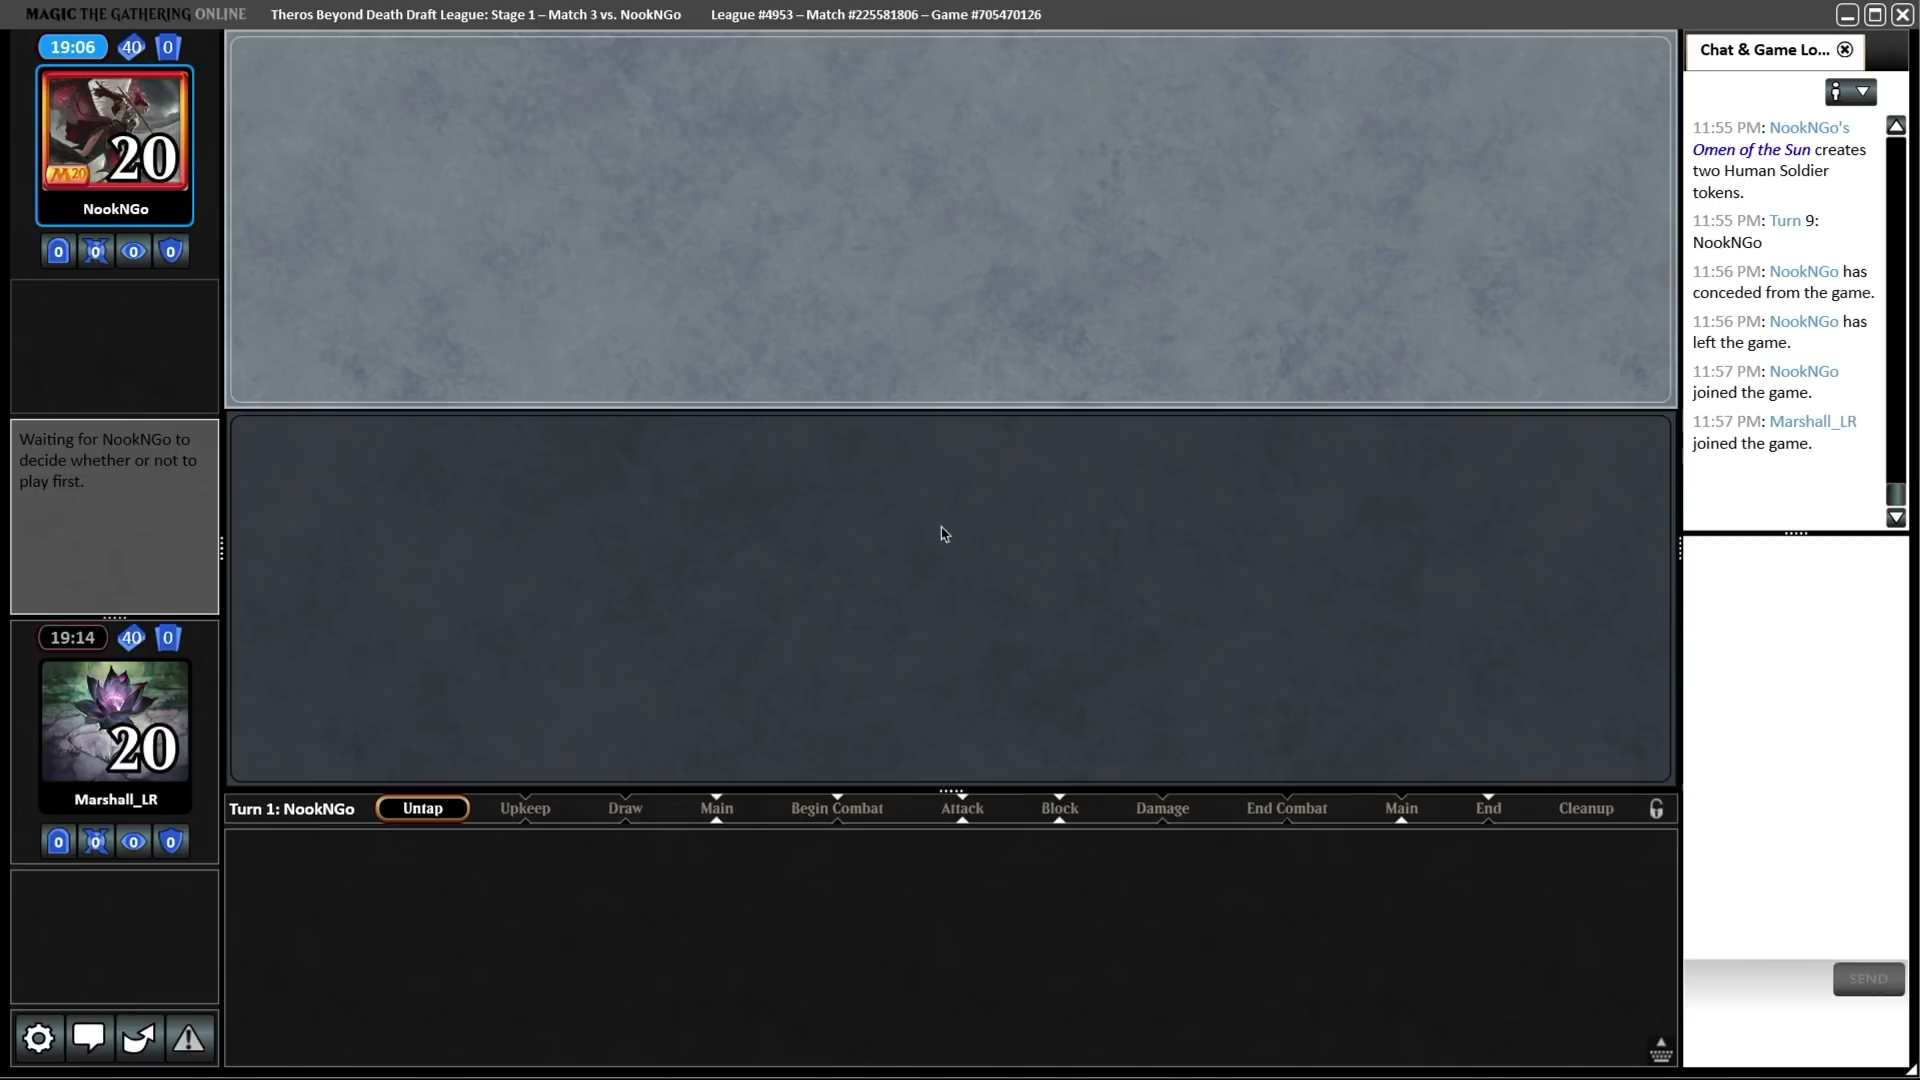 MAGIC THE GATHERING ONLINE
Theros Beyond Death Draft League: Stage 1 – Match 3 vs. NookNGo
League #4953 – Match #225581806 – Game #705470126
19:06
40
0
M20
20
NookNGo
0
0
0
0
Waiting for NookNGo to
decide whether or not to
play first.
19:14
40
0
20
Marshall_LR
0
0
0
0
Turn 1: NookNGo
Untap
Upkeep
Draw
Main
Begin Combat
Attack
Block
Damage
End Combat
Main
End
Cleanup
Chat & Game Lo...
11:55 PM: NookNGo's
Omen of the Sun creates
two Human Soldier
tokens.
11:55 PM: Turn 9:
NookNGo
11:56 PM: NookNGo has
conceded from the game.
11:56 PM: NookNGo has
left the game.
11:57 PM: NookNGo
joined the game.
11:57 PM: Marshall_LR
joined the game.
SEND